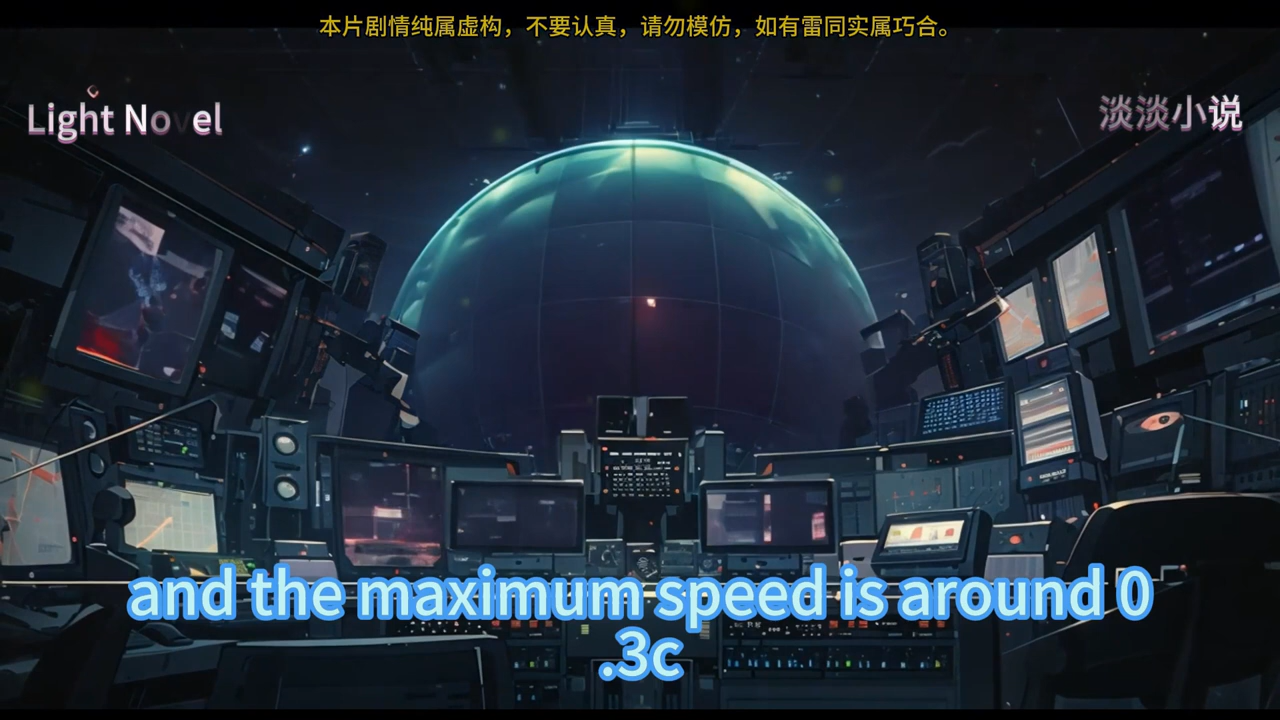 本片剧情纯属虚构，不要认真，请勿模仿，如有雷同实属巧合。
Light Novel
淡淡小说
and the maximum speed is around 0
.3c